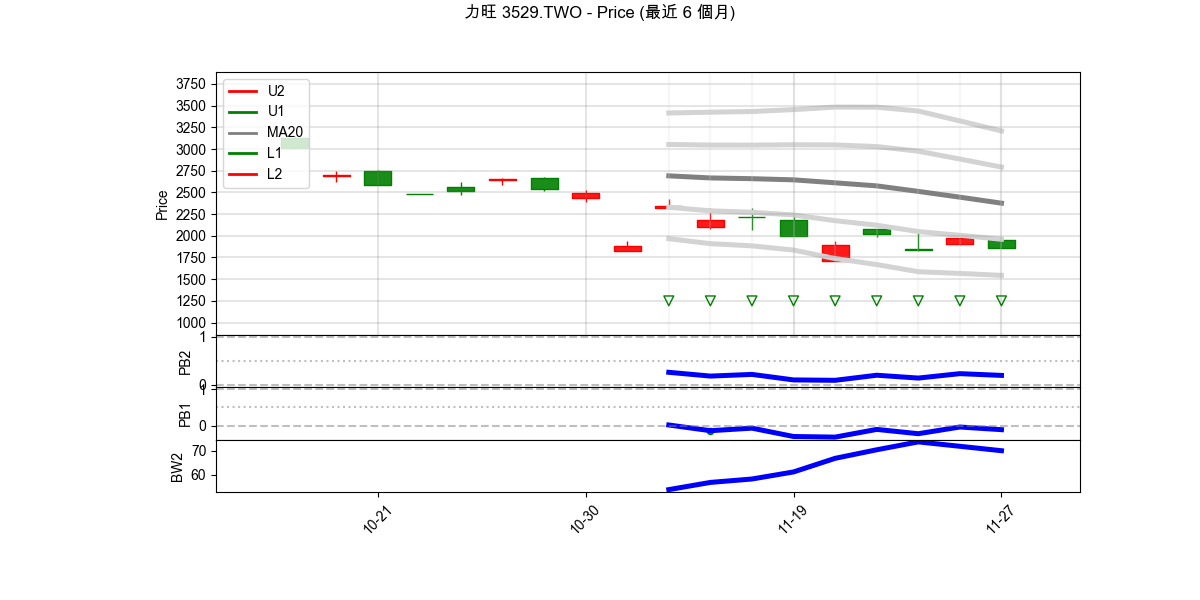 力旺 3529.TWO - Price (最近 6 個月)
U2
U1
MA20
L1
L2
Price
3750
3500
3250
3000
2750
2500
2250
2000
1750
1500
1250
1000
PB2
1
0
PB1
1
0
BW2
70
60
10-21
10-30
11-19
11-27